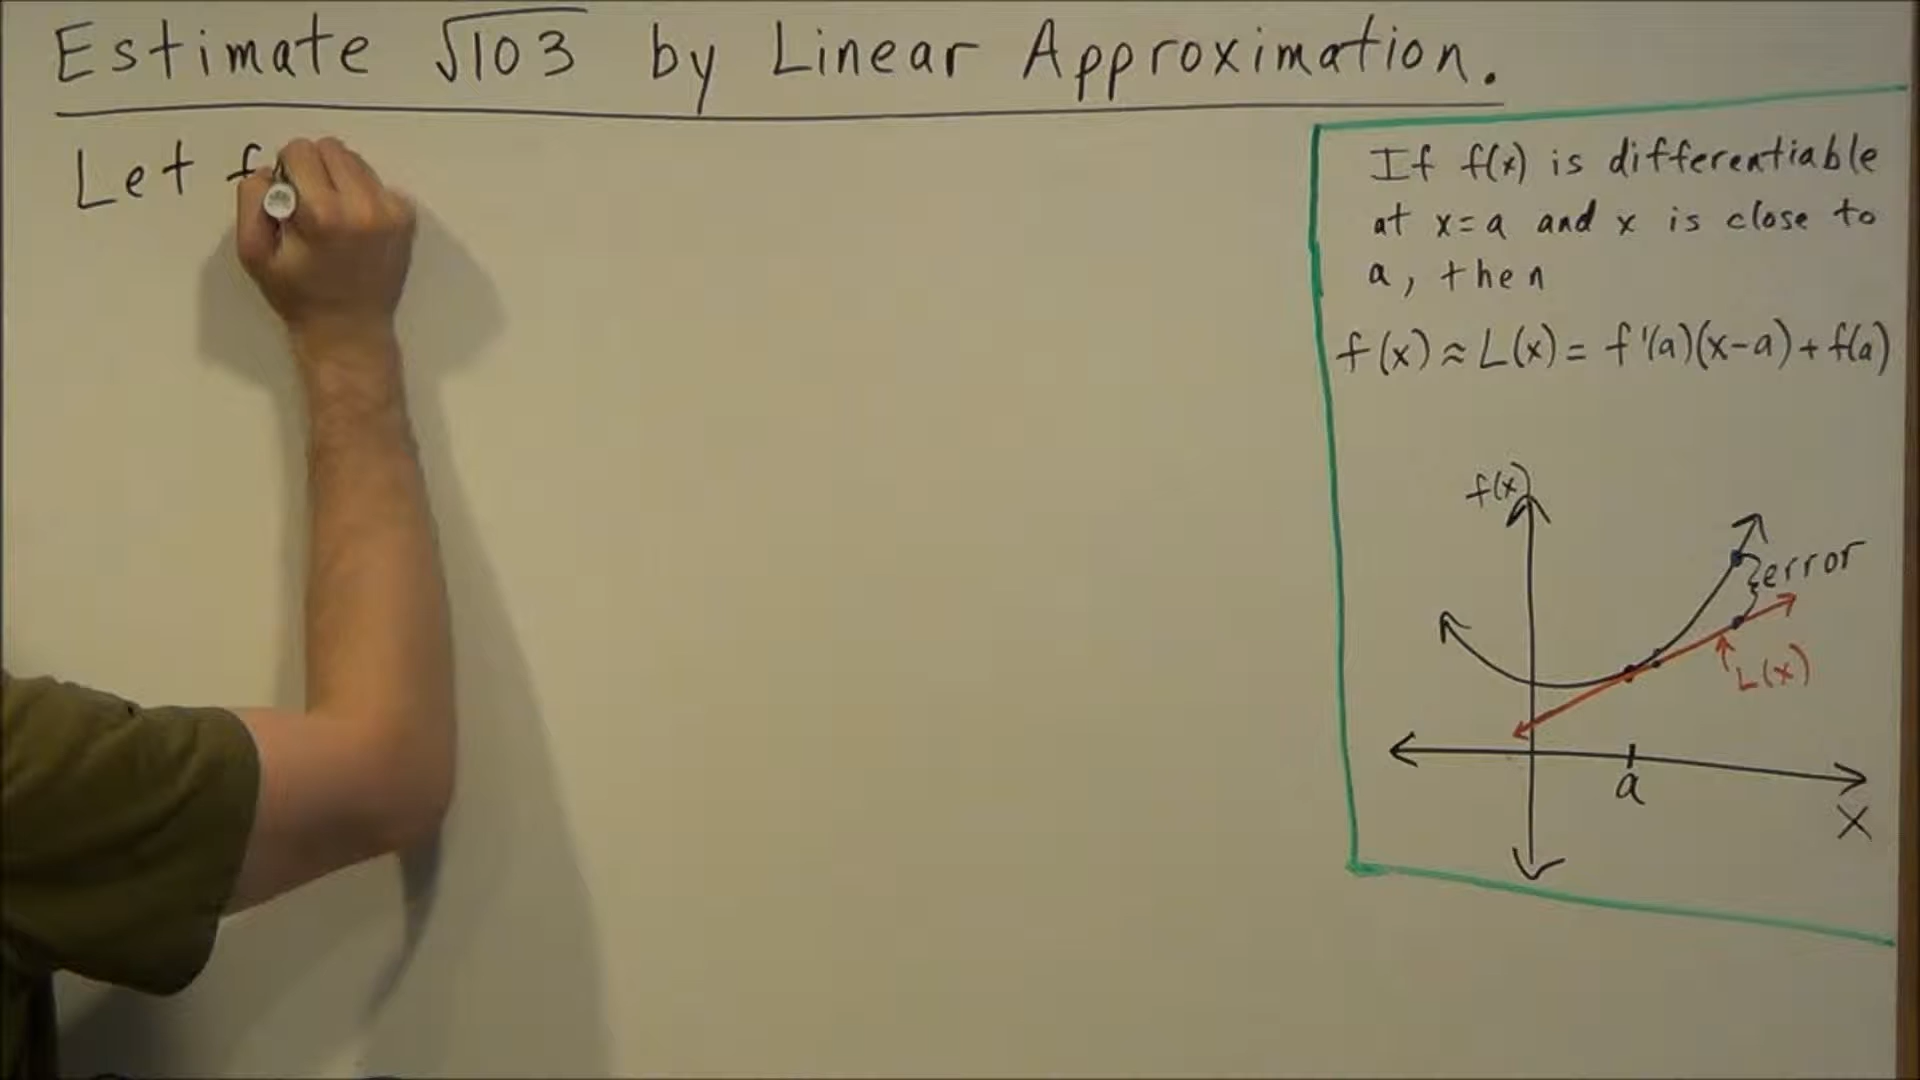 Estimate √103 by Linear Approximation.
Let f
If f(x) is differentiable
at x=a and x is close to
a, then
f(x)≈L(x)=f'(a)(x-a)+f(a)
f(x)
error
L(x)
a
x